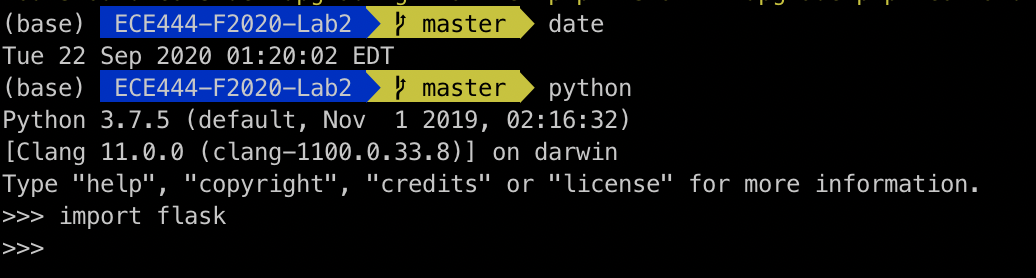 (base) ECE444-F2020-Lab2 master date
Tue 22 Sep 2020 01:20:02 EDT
(base) ECE444-F2020-Lab2 master python
Python 3.7.5 (default, Nov  1 2019, 02:16:32)
[Clang 11.0.0 (clang-1100.0.33.8)] on darwin
Type "help", "copyright", "credits" or "license" for more information.
>>> import flask
>>>